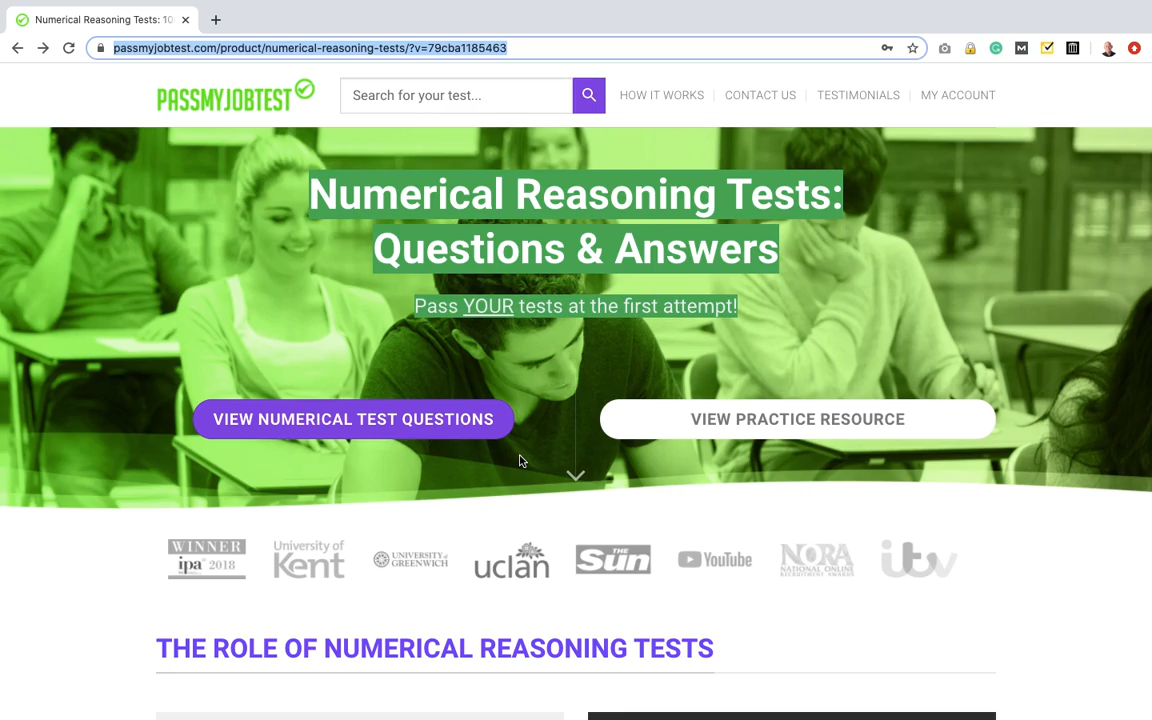 Numerical Reasoning Tests: 10
passmyjobtest.com/product/numerical-reasoning-tests/?v=79cba1185463
PASSMYJOBTEST
Search for your test...
HOW IT WORKS
CONTACT US
TESTIMONIALS
MY ACCOUNT
Numerical Reasoning Tests:
Questions & Answers
Pass YOUR tests at the first attempt!
VIEW NUMERICAL TEST QUESTIONS
VIEW PRACTICE RESOURCE
WINNER
ipa 2018
University of
Kent
UNIVERSITY of
GREENWICH
uclan
THE
Sun
YouTube
NORA
NATIONAL ONLINE
RECRUITMENT AWARDS
itv
THE ROLE OF NUMERICAL REASONING TESTS